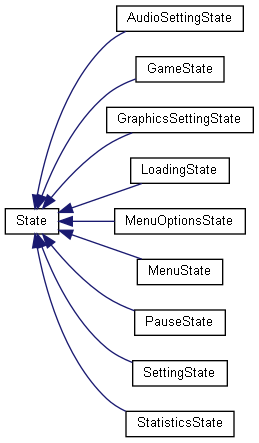 AudioSettingState
GameState
GraphicsSettingState
LoadingState
State
MenuOptionsState
MenuState
PauseState
SettingState
StatisticsState